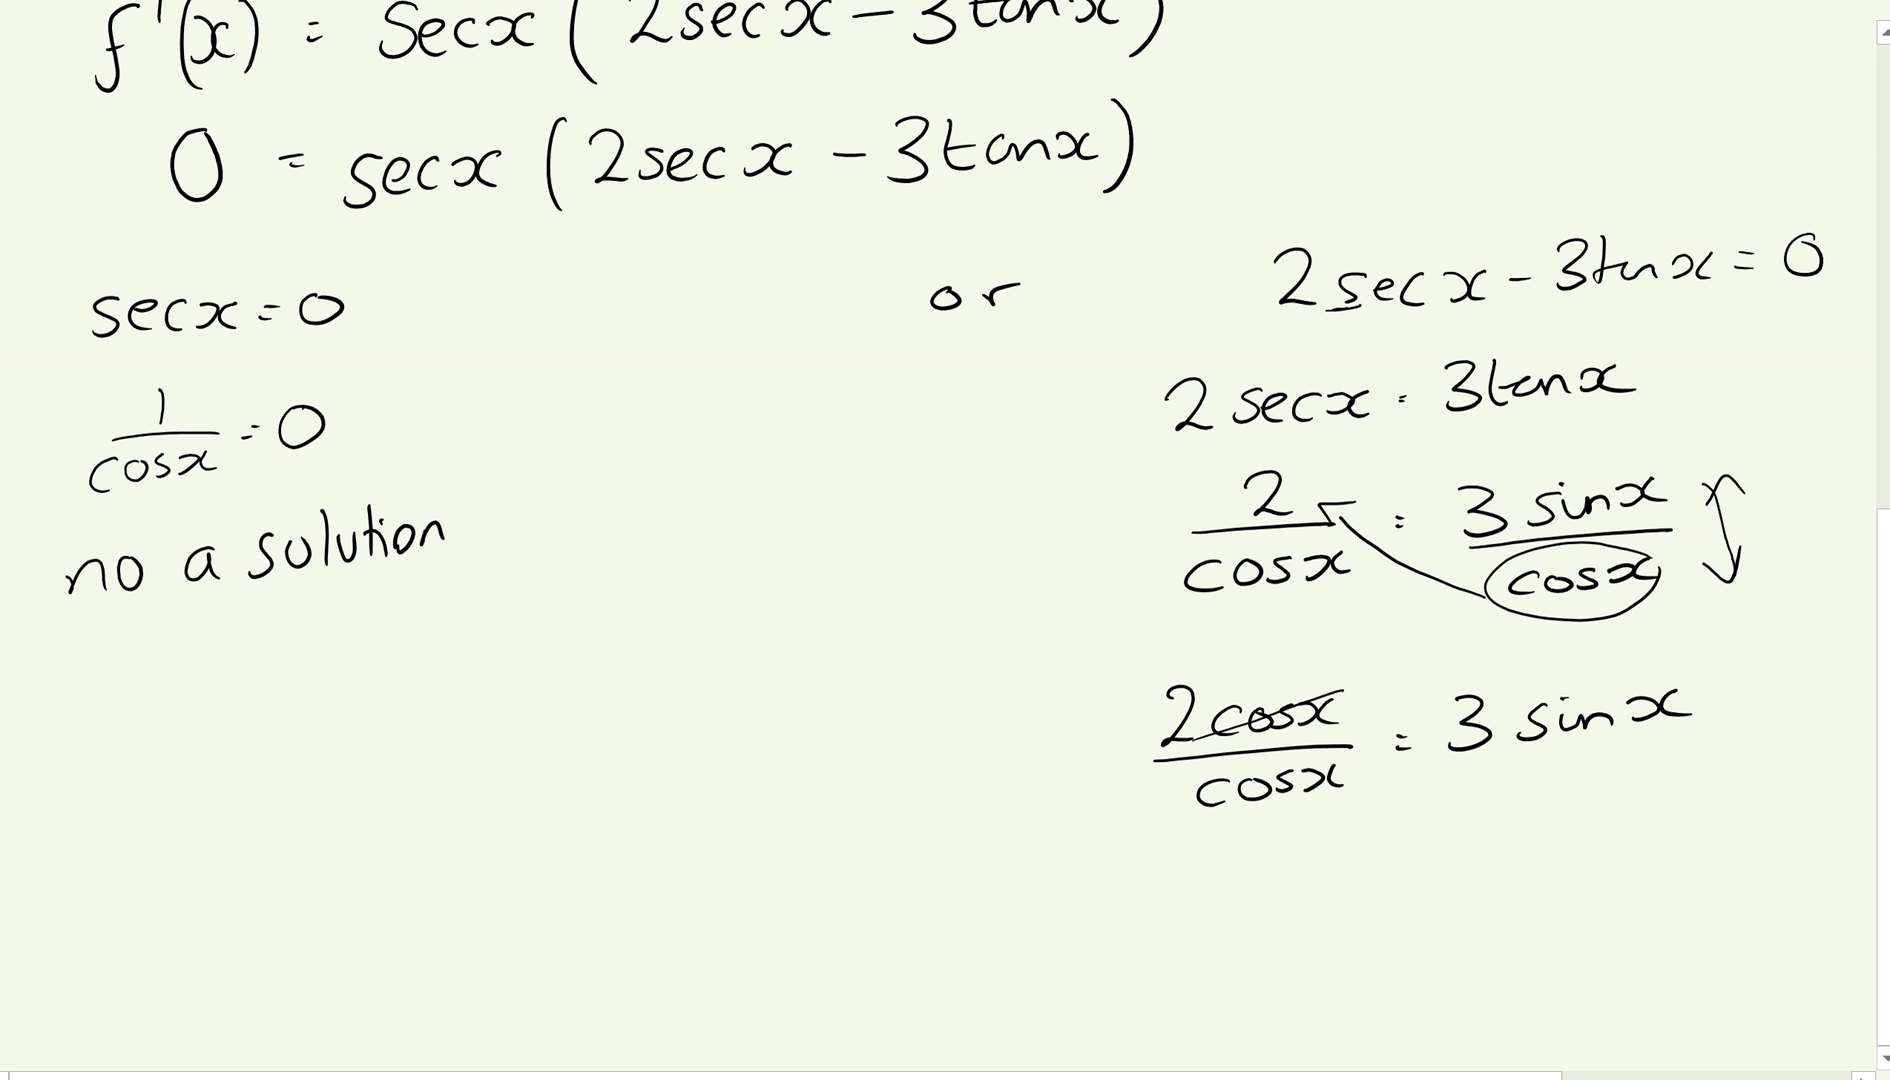 f'(x) = secx (2secx - 3tanx)
0 = secx (2secx - 3tanx)
secx = 0 or 2secx - 3tanx = 0
1/cosx = 0
no a solution
2secx = 3tanx
2/cosx = 3sinx/cosx
2cosx/cosx = 3sinx